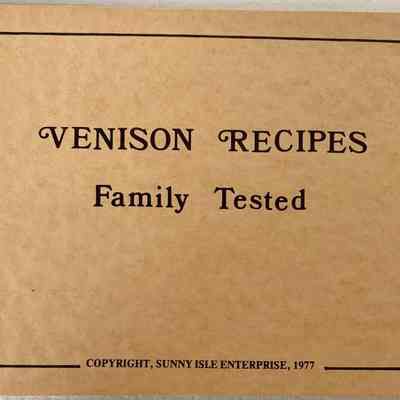 VENISON RECIPES
Family Tested
COPYRIGHT, SUNNY ISLE ENTERPRISE, 1977